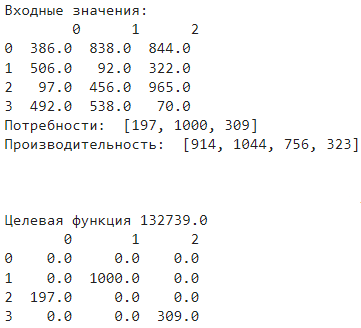 Входные значения:
0 1 2
0 386.0 838.0 844.0
1 506.0 92.0 322.0
2 97.0 456.0 965.0
3 492.0 538.0 70.0
Потребности: [197, 1000, 309]
Производительность: [914, 1044, 756, 323]
Целевая функция 132739.0
0 1 2
0 0.0 0.0 0.0
1 0.0 1000.0 0.0
2 197.0 0.0 0.0
3 0.0 0.0 309.0